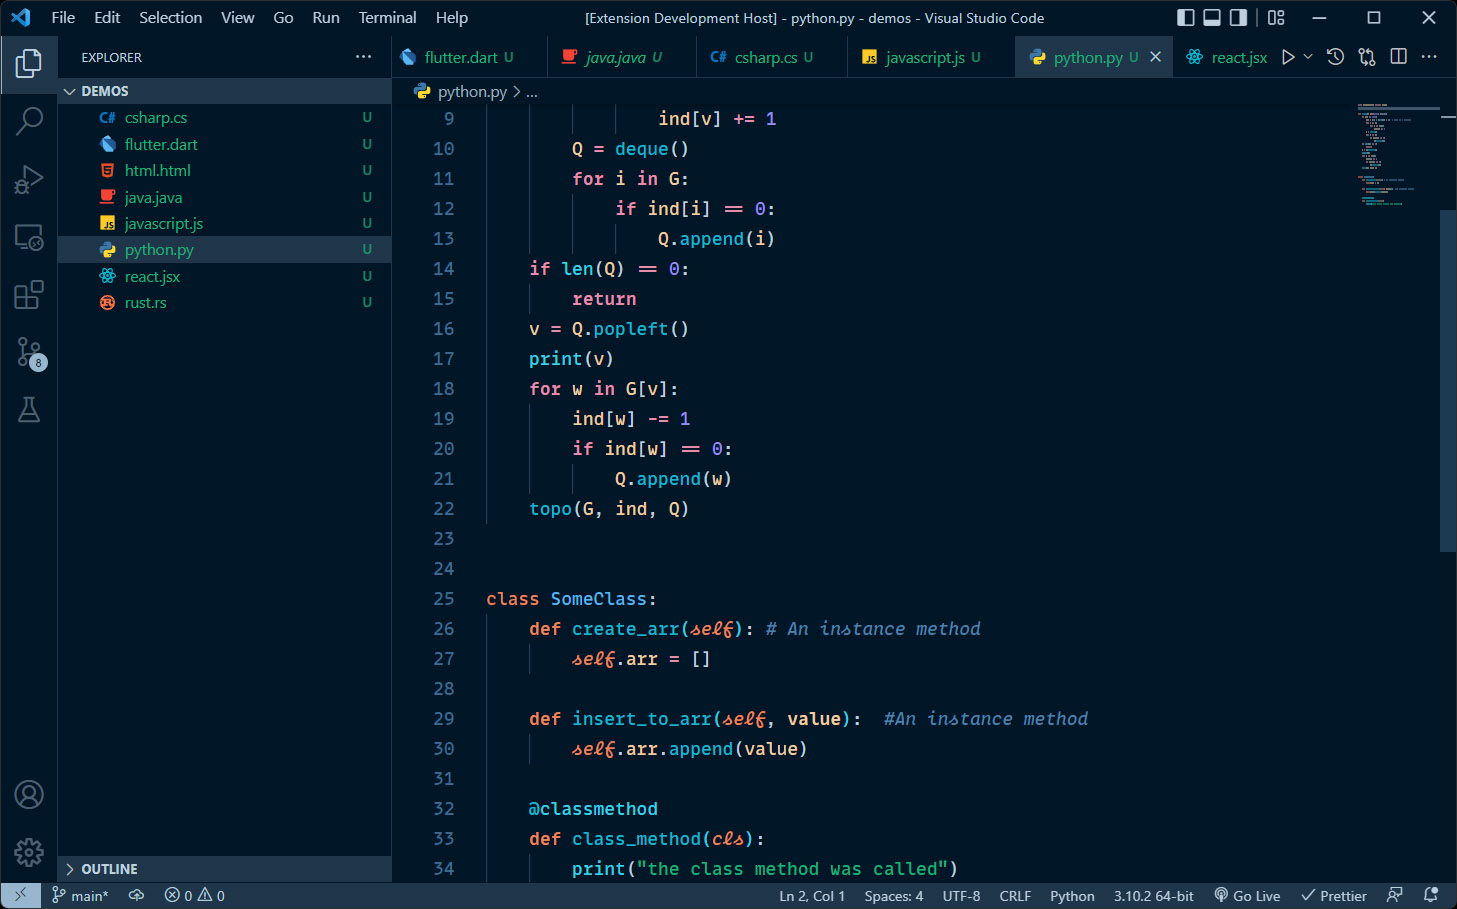 File Edit Selection View Go Run Terminal Help [Extension Development Host] - python.py - demos - Visual Studio Code
EXPLORER
flutter.dart U java.java U csharp.cs U javascript.js U python.py U react.jsx
DEMOS
csharp.cs U
flutter.dart U
html.html U
java.java U
javascript.js U
python.py U
react.jsx U
rust.rs U
8
OUTLINE
python.py > ...
9 ind[v] += 1
10 Q = deque()
11 for i in G:
12 if ind[i] == 0:
13 Q.append(i)
14 if len(Q) == 0:
15 return
16 v = Q.popleft()
17 print(v)
18 for w in G[v]:
19 ind[w] -= 1
20 if ind[w] == 0:
21 Q.append(w)
22 topo(G, ind, Q)
23
24
25 class SomeClass:
26 def create_arr(self): # An instance method
27 self.arr = []
28
29 def insert_to_arr(self, value):  #An instance method
30 self.arr.append(value)
31
32 @classmethod
33 def class_method(cls):
34 print("the class method was called")
main* 0 0 Ln 2, Col 1 Spaces: 4 UTF-8 CRLF Python 3.10.2 64-bit Go Live Prettier